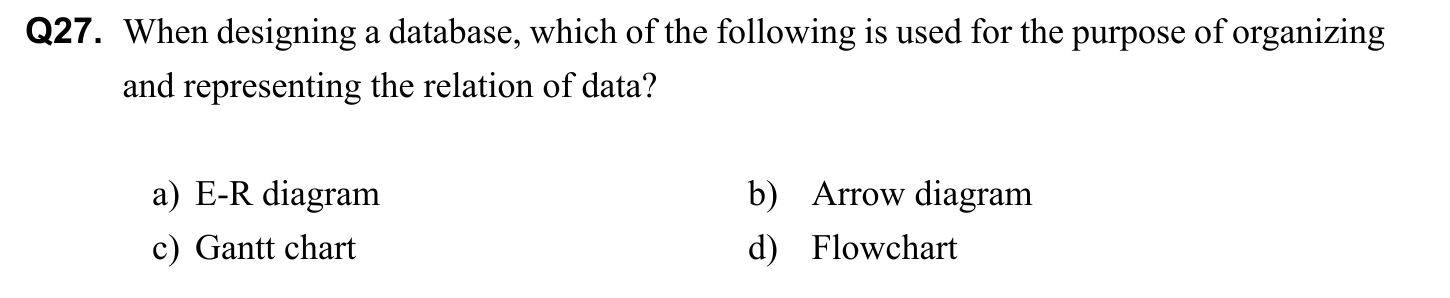 Q27. When designing a database, which of the following is used for the purpose of organizing
and representing the relation of data?
a) E-R diagram b) Arrow diagram
c) Gantt chart d) Flowchart